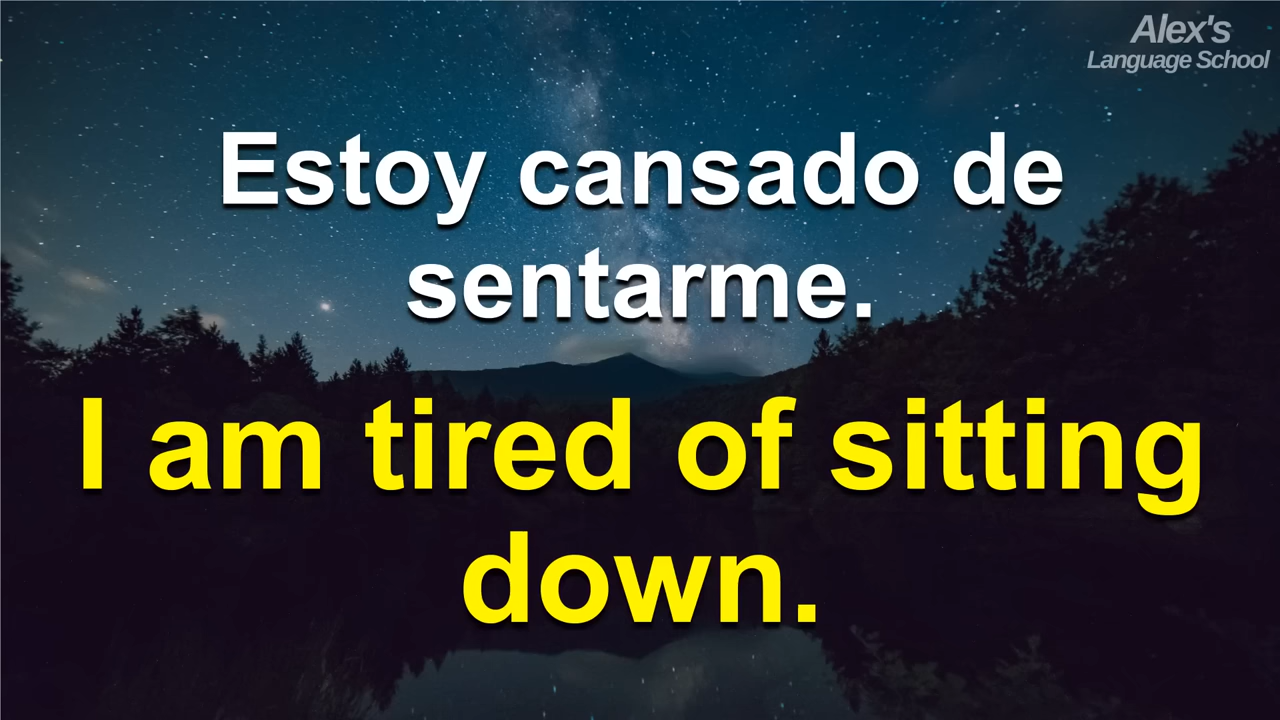 Alex's
Language School
Estoy cansado de
sentarme.
I am tired of sitting
down.